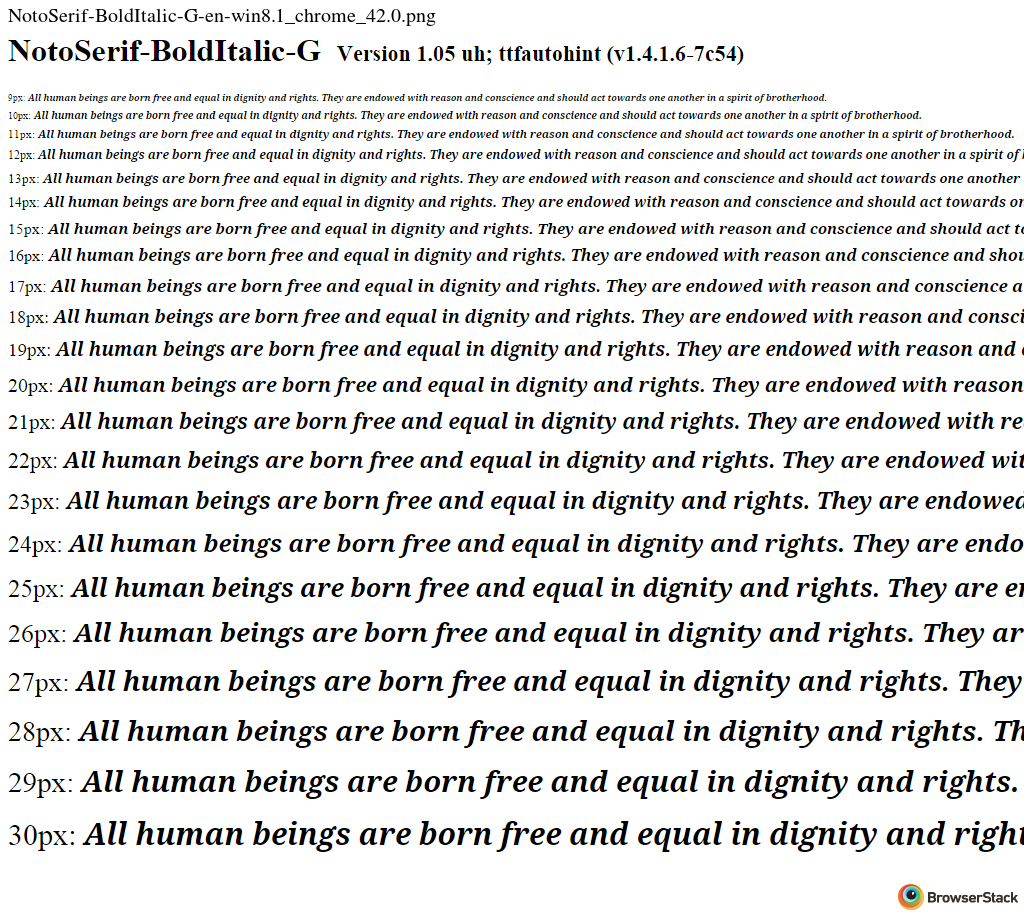 NotoSerif-BoldItalic-G-en-win8.1_chrome_42.0.png
NotoSerif-BoldItalic-G Version 1.05 uh; ttfautohint (v1.4.1.6-7c54)
9px: All human beings are born free and equal in dignity and rights. They are endowed with reason and conscience and should act towards one another in a spirit of brotherhood.
10px: All human beings are born free and equal in dignity and rights. They are endowed with reason and conscience and should act towards one another in a spirit of brotherhood.
11px: All human beings are born free and equal in dignity and rights. They are endowed with reason and conscience and should act towards one another in a spirit of brotherhood.
12px: All human beings are born free and equal in dignity and rights. They are endowed with reason and conscience and should act towards one another in a spirit of
13px: All human beings are born free and equal in dignity and rights. They are endowed with reason and conscience and should act towards one another
14px: All human beings are born free and equal in dignity and rights. They are endowed with reason and conscience and should act towards on
15px: All human beings are born free and equal in dignity and rights. They are endowed with reason and conscience and should act to
16px: All human beings are born free and equal in dignity and rights. They are endowed with reason and conscience and shou
17px: All human beings are born free and equal in dignity and rights. They are endowed with reason and conscience a
18px: All human beings are born free and equal in dignity and rights. They are endowed with reason and consci
19px: All human beings are born free and equal in dignity and rights. They are endowed with reason and
20px: All human beings are born free and equal in dignity and rights. They are endowed with reason
21px: All human beings are born free and equal in dignity and rights. They are endowed with re
22px: All human beings are born free and equal in dignity and rights. They are endowed wit
23px: All human beings are born free and equal in dignity and rights. They are endowed
24px: All human beings are born free and equal in dignity and rights. They are endo
25px: All human beings are born free and equal in dignity and rights. They are en
26px: All human beings are born free and equal in dignity and rights. They ar
27px: All human beings are born free and equal in dignity and rights. They
28px: All human beings are born free and equal in dignity and rights. Th
29px: All human beings are born free and equal in dignity and rights.
30px: All human beings are born free and equal in dignity and right
BrowserStack